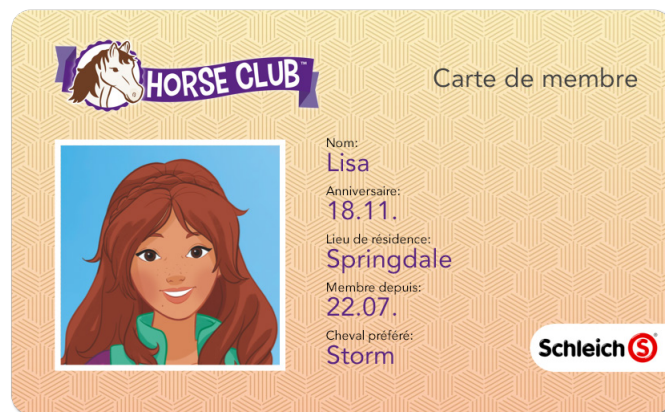 HORSE CLUB™
Carte de membre
Nom:
Lisa
Anniversaire:
18.11.
Lieu de résidence:
Springdale
Membre depuis:
22.07.
Cheval préféré:
Storm
Schleich S